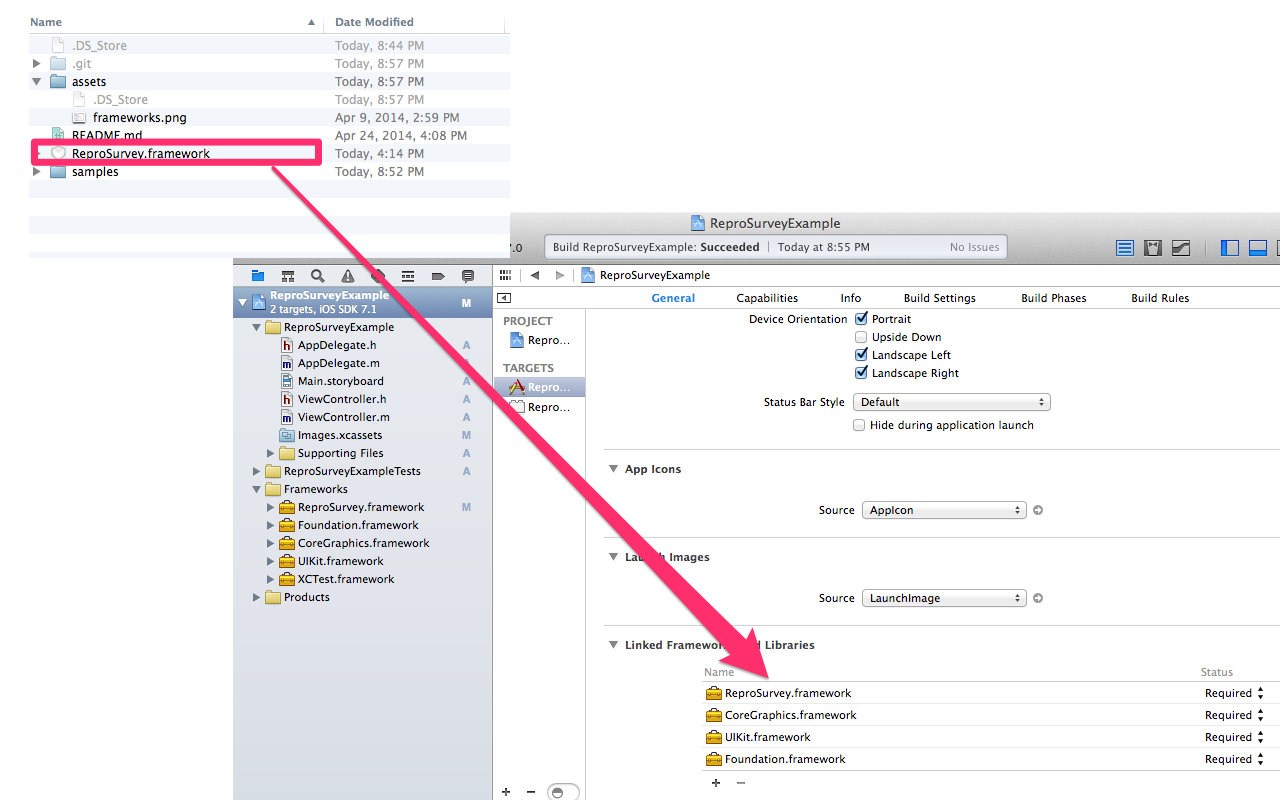 Name Date Modified
.DS_Store Today, 8:44 PM
.git Today, 8:57 PM
assets Today, 8:57 PM
.DS_Store Today, 8:57 PM
frameworks.png Apr 9, 2014, 2:59 PM
README.md Apr 24, 2014, 4:08 PM
ReproSurvey.framework Today, 4:14 PM
samples Today, 8:52 PM
ReproSurveyExample
7.0 Build ReproSurveyExample: Succeeded | Today at 8:55 PM No Issues
ReproSurveyExample
ReproSurveyExample M
2 targets, iOS SDK 7.1
ReproSurveyExample
AppDelegate.h A
AppDelegate.m A
Main.storyboard A
ViewController.h A
ViewController.m A
Images.xcassets M
Supporting Files A
ReproSurveyExampleTests A
Frameworks
ReproSurvey.framework M
Foundation.framework
CoreGraphics.framework
UIKit.framework
XCTest.framework
Products
General Capabilities Info Build Settings Build Phases Build Rules
PROJECT
Repro...
TARGETS
Repro...
Repro...
Device Orientation Portrait
Upside Down
Landscape Left
Landscape Right
Status Bar Style Default
Hide during application launch
App Icons
Source AppIcon
Launch Images
Source LaunchImage
Linked Libraries
Name Status
ReproSurvey.framework Required
CoreGraphics.framework Required
UIKit.framework Required
Foundation.framework Required